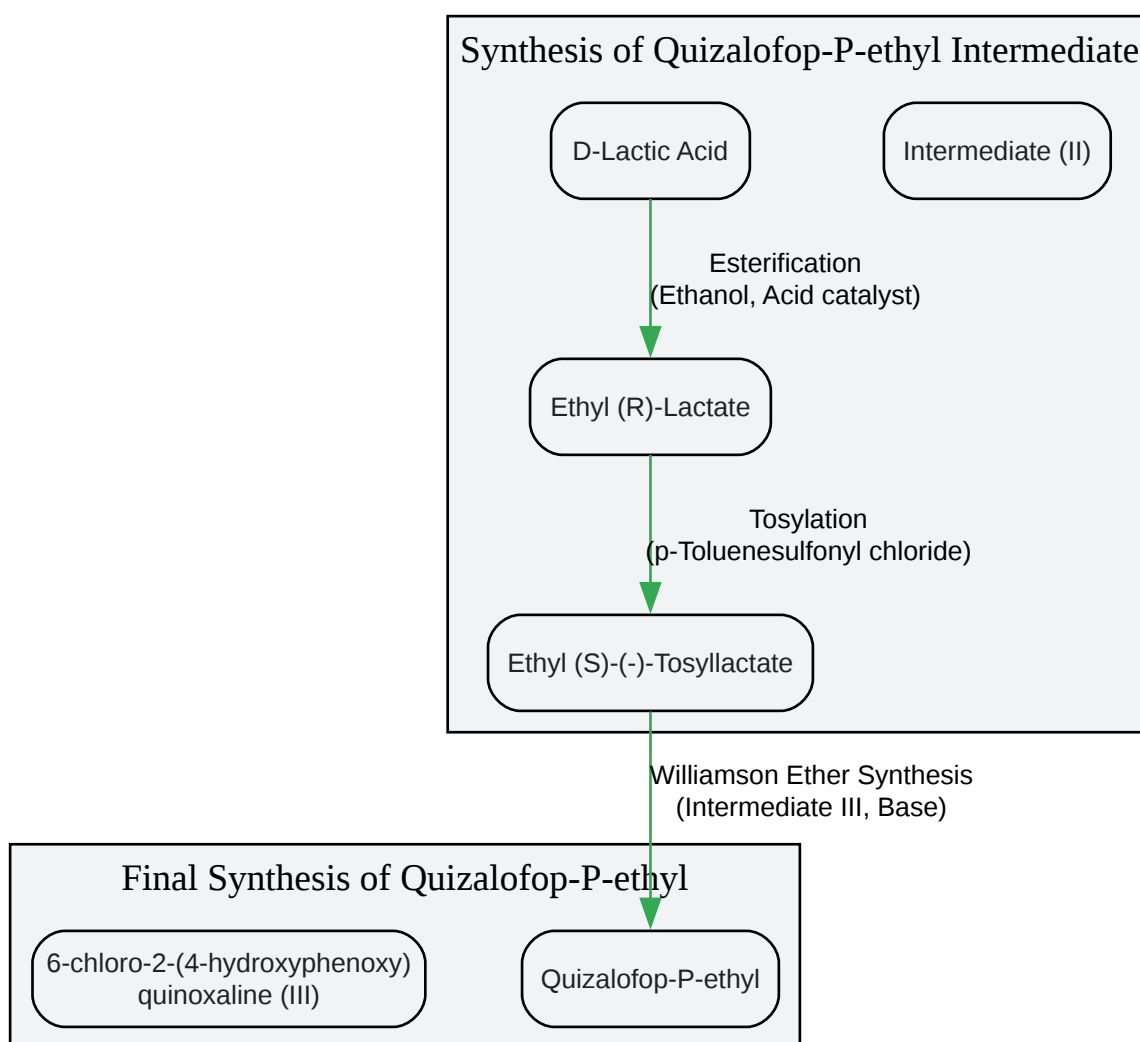 Synthesis of Quizalofop-P-ethyl Intermediate
D-Lactic Acid
Intermediate (II)
Esterification
(Ethanol, Acid catalyst)
Ethyl (R)-Lactate
Tosylation
(p-Toluenesulfonyl chloride)
Ethyl (S)-(-)-Tosyllactate
Williamson Ether Synthesis
(Intermediate III, Base)
Final Synthesis of Quizalofop-P-ethyl
6-chloro-2-(4-hydroxyphenoxy)
quinoxaline (III)
Quizalofop-P-ethyl